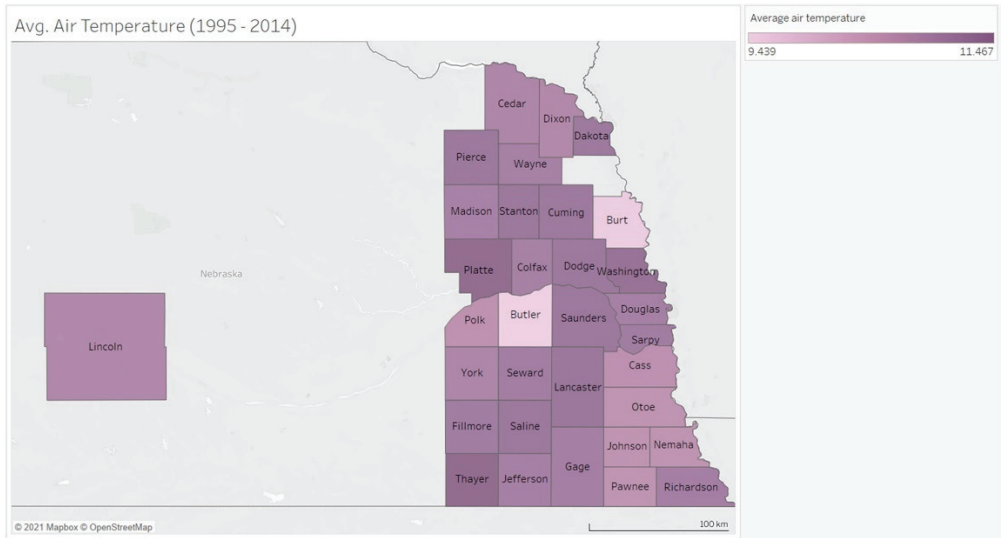 Avg. Air Temperature (1995 - 2014)
Average air temperature
9.439 11.467
Cedar
Dixon
Dakota
Pierce
Wayne
Madison
Stanton
Cuming
Burt
Platte
Colfax
Dodge
Washington
Nebraska
Douglas
Polk
Butler
Saunders
Sarpy
Lincoln
Cass
York
Seward
Lancaster
Otoe
Fillmore
Saline
Johnson
Nemaha
Gage
Thayer
Jefferson
Pawnee
Richardson
© 2021 Mapbox © OpenStreetMap
100 km